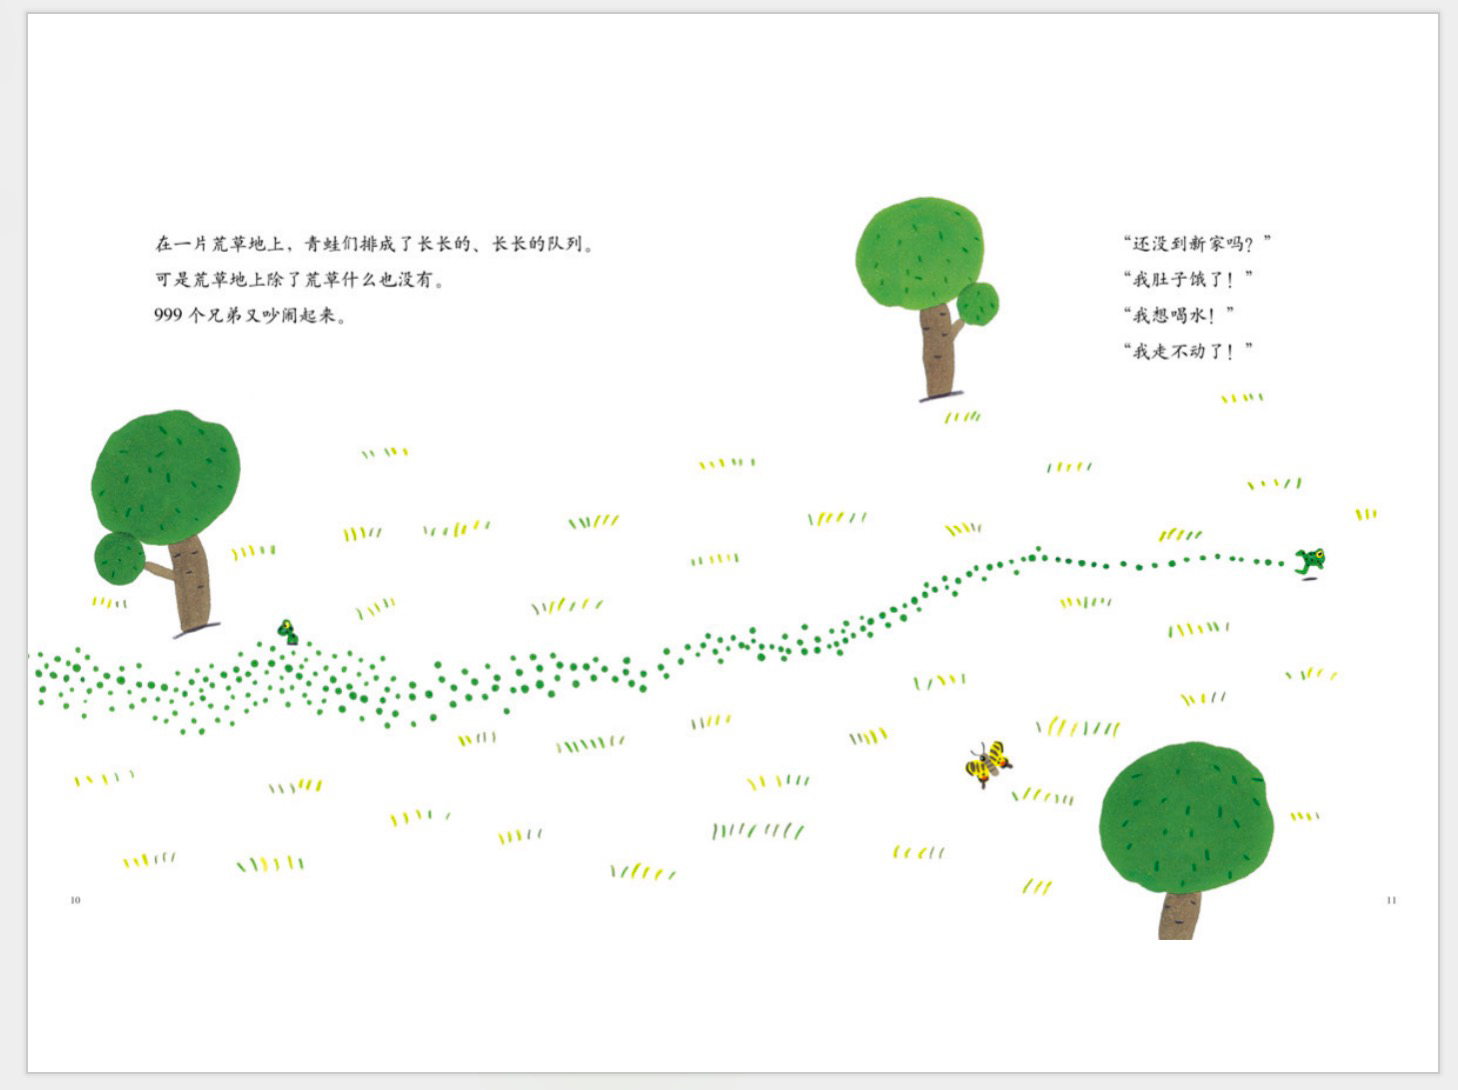 在一片荒草地上，青蛙们排成了长长的、长长的队列。
可是荒草地上除了荒草什么也没有。
999 个兄弟又吵闹起来。
“还没到新家吗？”
“我肚子饿了！”
“我想喝水！”
“我走不动了！”
10
11